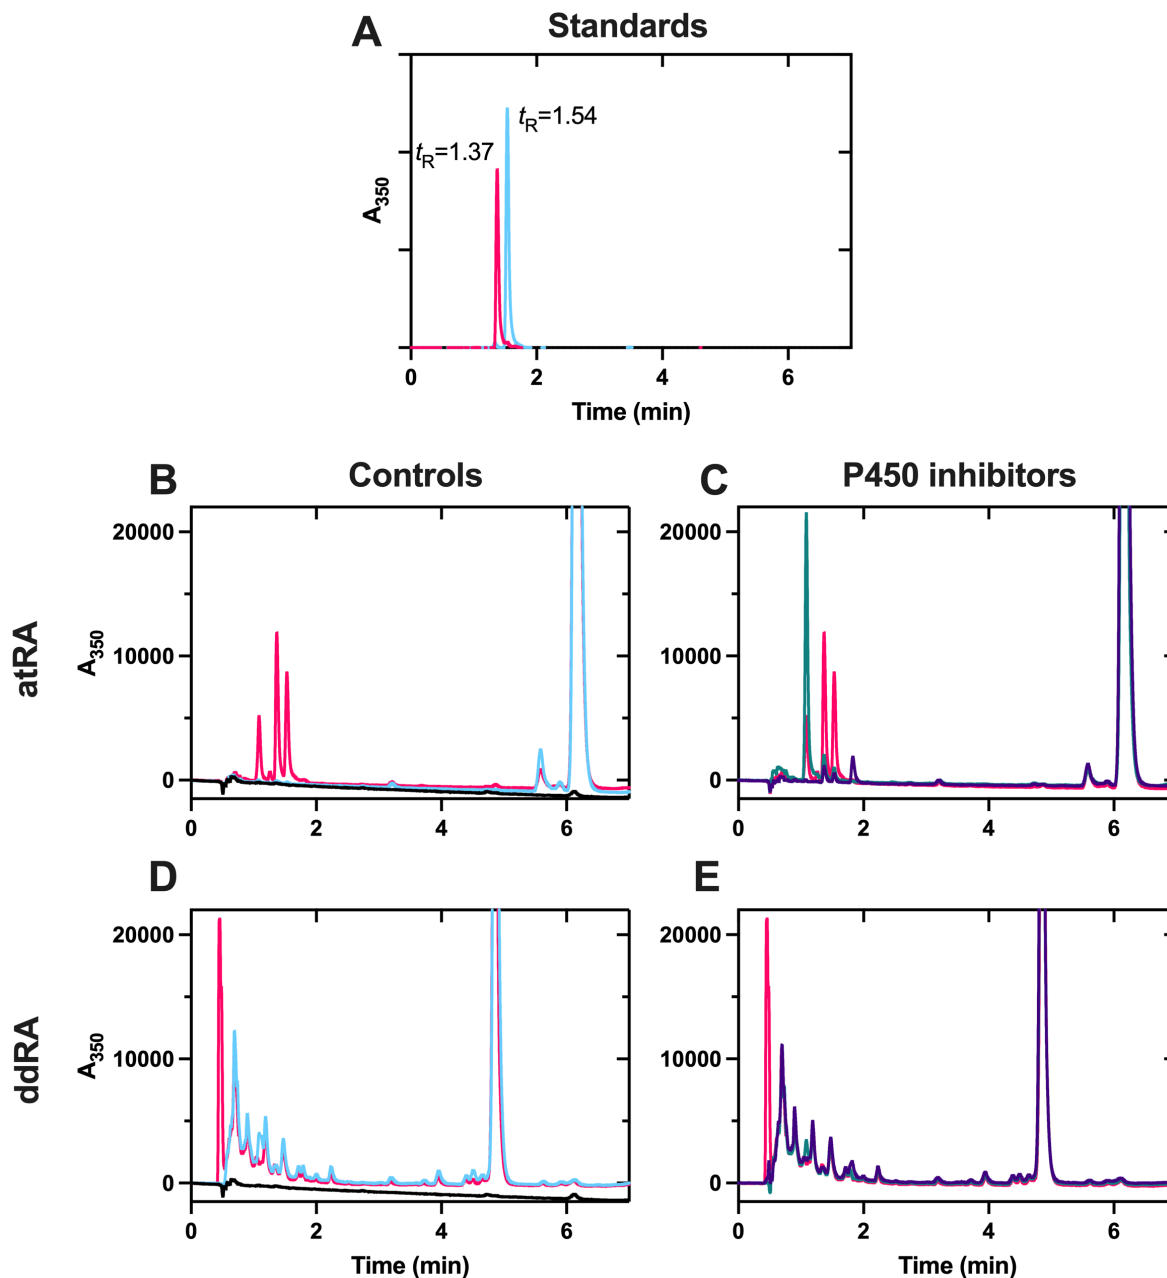 A Standards
tR=1.54
tR=1.37
A350
0 2 4 6
Time (min)
B Controls
C P450 inhibitors
atRA
A350
20000
10000
0
0 2 4 6
20000
10000
0
0 2 4 6
D
E
ddRA
A350
20000
10000
0
0 2 4 6
Time (min)
20000
10000
0
0 2 4 6
Time (min)